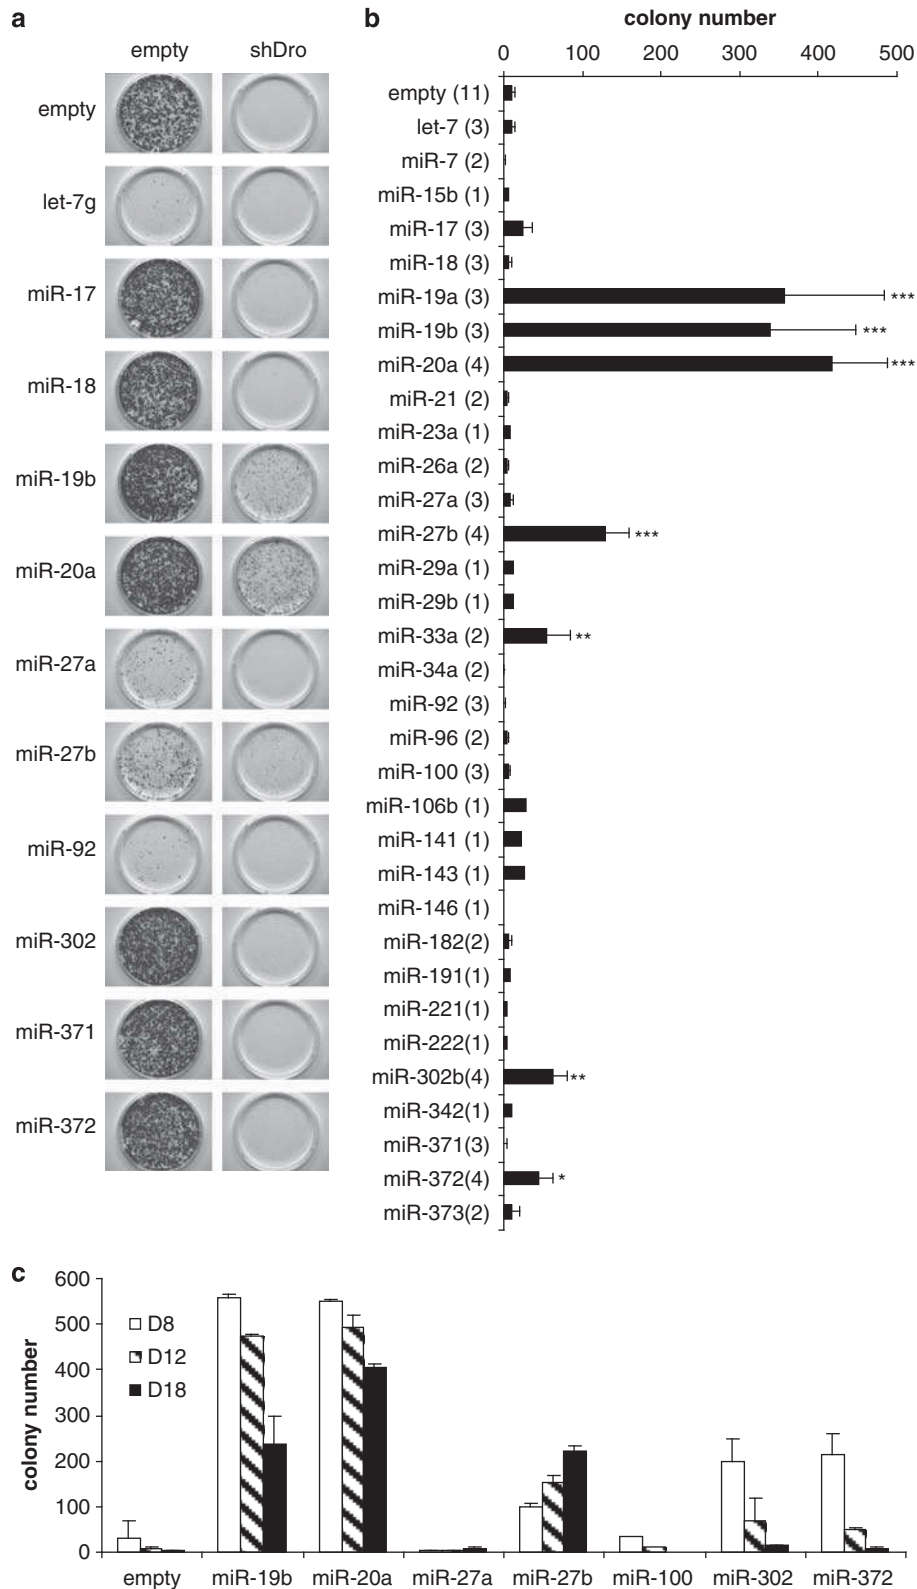 a
empty shDro
empty
let-7g
miR-17
miR-18
miR-19b
miR-20a
miR-27a
miR-27b
miR-92
miR-302
miR-371
miR-372
b
colony number
0 100 200 300 400 500
empty (11)
let-7 (3)
miR-7 (2)
miR-15b (1)
miR-17 (3)
miR-18 (3)
miR-19a (3) ***
miR-19b (3) ***
miR-20a (4) ***
miR-21 (2)
miR-23a (1)
miR-26a (2)
miR-27a (3)
miR-27b (4) ***
miR-29a (1)
miR-29b (1)
miR-33a (2) **
miR-34a (2)
miR-92 (3)
miR-96 (2)
miR-100 (3)
miR-106b (1)
miR-141 (1)
miR-143 (1)
miR-146 (1)
miR-182(2)
miR-191(1)
miR-221(1)
miR-222(1)
miR-302b(4) **
miR-342(1)
miR-371(3)
miR-372(4) *
miR-373(2)
c
colony number
600
500
400
300
200
100
0
D8
D12
D18
empty miR-19b miR-20a miR-27a miR-27b miR-100 miR-302 miR-372